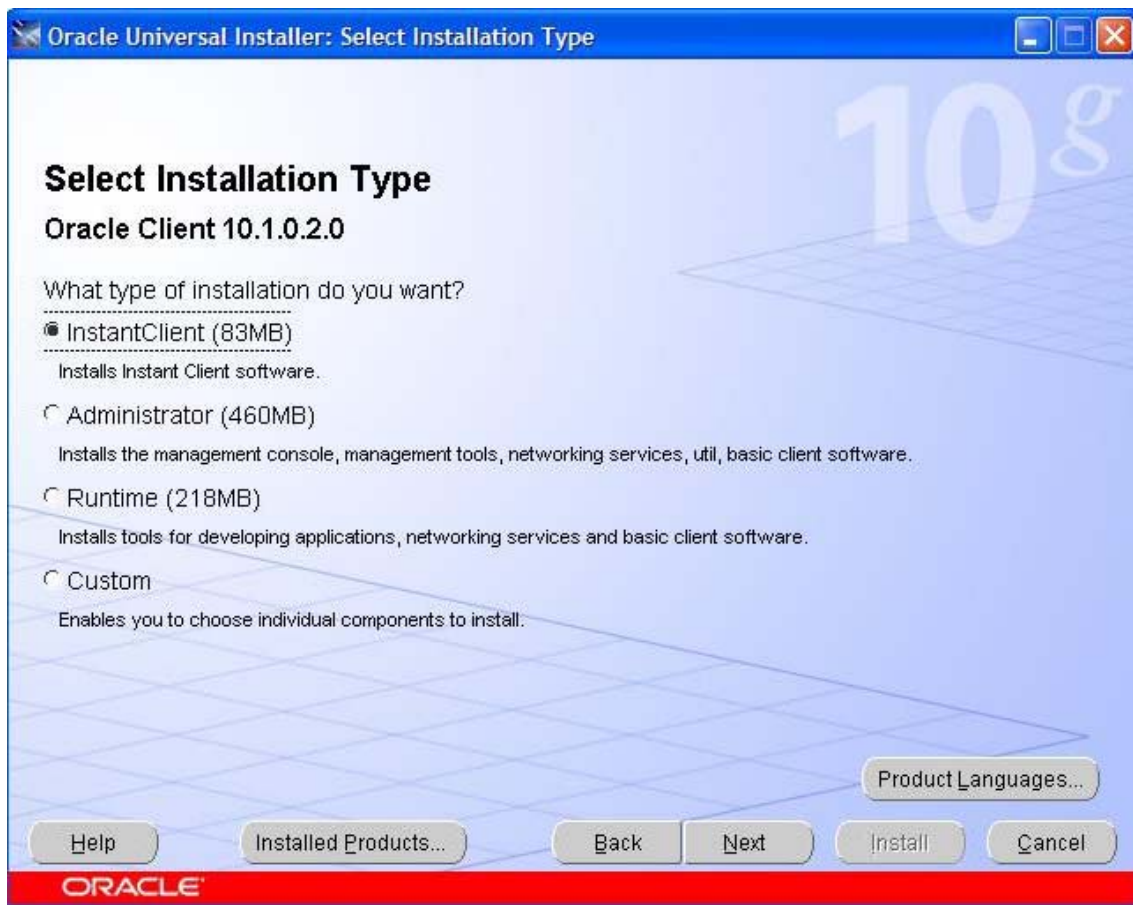 Oracle Universal Installer: Select Installation Type
10g
Select Installation Type
Oracle Client 10.1.0.2.0
What type of installation do you want?
InstantClient (83MB)
Installs Instant Client software.
Administrator (460MB)
Installs the management console, management tools, networking services, util, basic client software.
Runtime (218MB)
Installs tools for developing applications, networking services and basic client software.
Custom
Enables you to choose individual components to install.
Product Languages...
Help Installed Products... Back Next Install Cancel
ORACLE